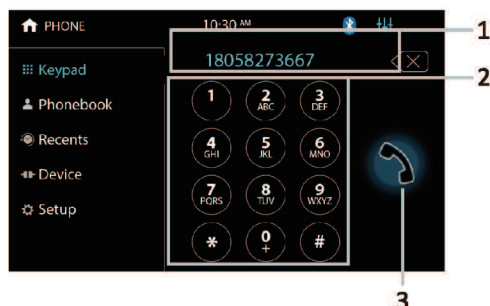 PHONE 10:30 AM
1
18058273667
2
Keypad
Phonebook
Recents
Device
Setup
1 2 ABC 3 DEF
4 GHI 5 JKL 6 MNO
7 PQRS 8 TUV 9 WXYZ
* 0 + #
3